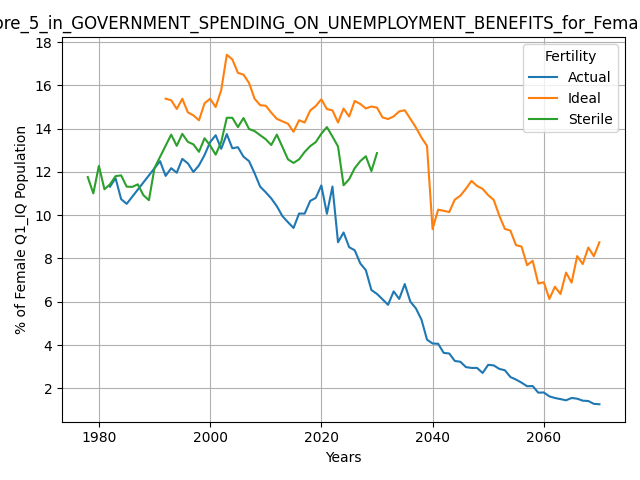 ore_5_in_GOVERNMENT_SPENDING_ON_UNEMPLOYMENT_BENEFITS_for_Fema
18
16
14
12
10
8
6
4
2
% of Female Q1_IQ Population
Fertility
Actual
Ideal
Sterile
1980
2000
2020
2040
2060
Years